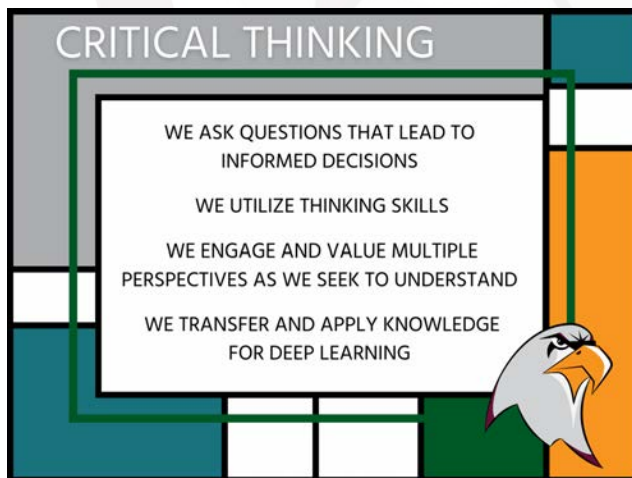 CRITICAL THINKING
WE ASK QUESTIONS THAT LEAD TO
INFORMED DECISIONS
WE UTILIZE THINKING SKILLS
WE ENGAGE AND VALUE MULTIPLE
PERSPECTIVES AS WE SEEK TO UNDERSTAND
WE TRANSFER AND APPLY KNOWLEDGE
FOR DEEP LEARNING